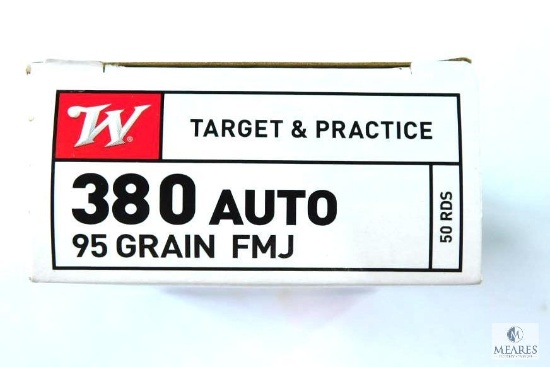 W®
TARGET & PRACTICE
380 AUTO
95 GRAIN FMJ
50 RDS
M
MEARES